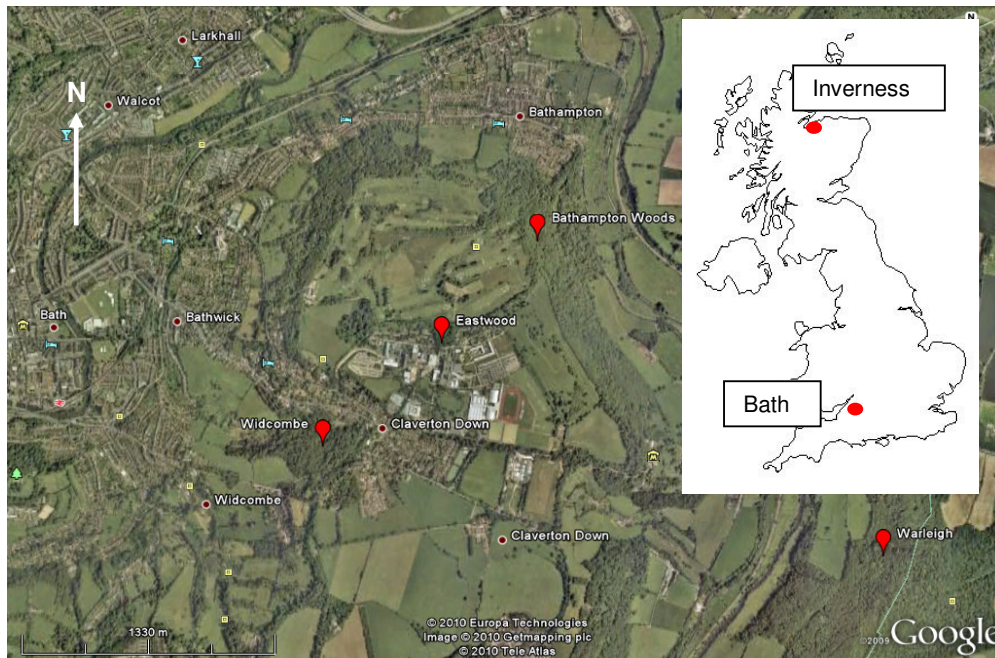 Larkhall
N
Walcot
Bathampton
Bathampton Woods
Eastwood
Bath
Bathwick
Widcombe
Claverton Down
Widcombe
Claverton Down
Warleigh
1330 m
© 2010 Europa Technologies
Image © 2010 Getmapping plc
© 2010 Tele Atlas
©2009 Google
N
Inverness
Bath